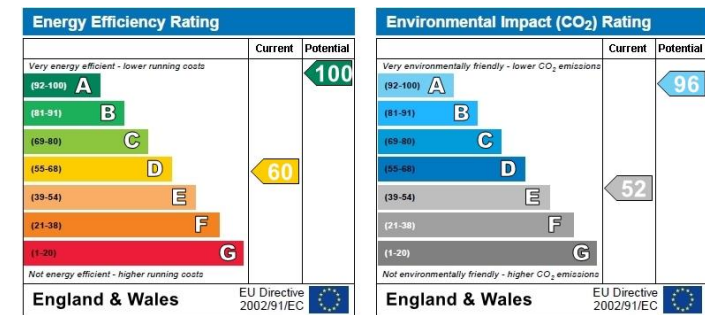 Energy Efficiency Rating
Current Potential
Very energy efficient - lower running costs
(92-100) A
100
(81-91) B
(69-80) C
(55-68) D
60
(39-54) E
(21-38) F
(1-20) G
Not energy efficient - higher running costs
England & Wales
EU Directive
2002/91/EC
Environmental Impact (CO₂) Rating
Current Potential
Very environmentally friendly - lower CO₂ emissions
(92-100) A
96
(81-91) B
(69-80) C
(55-68) D
(39-54) E
52
(21-38) F
(1-20) G
Not environmentally friendly - higher CO₂ emissions
England & Wales
EU Directive
2002/91/EC